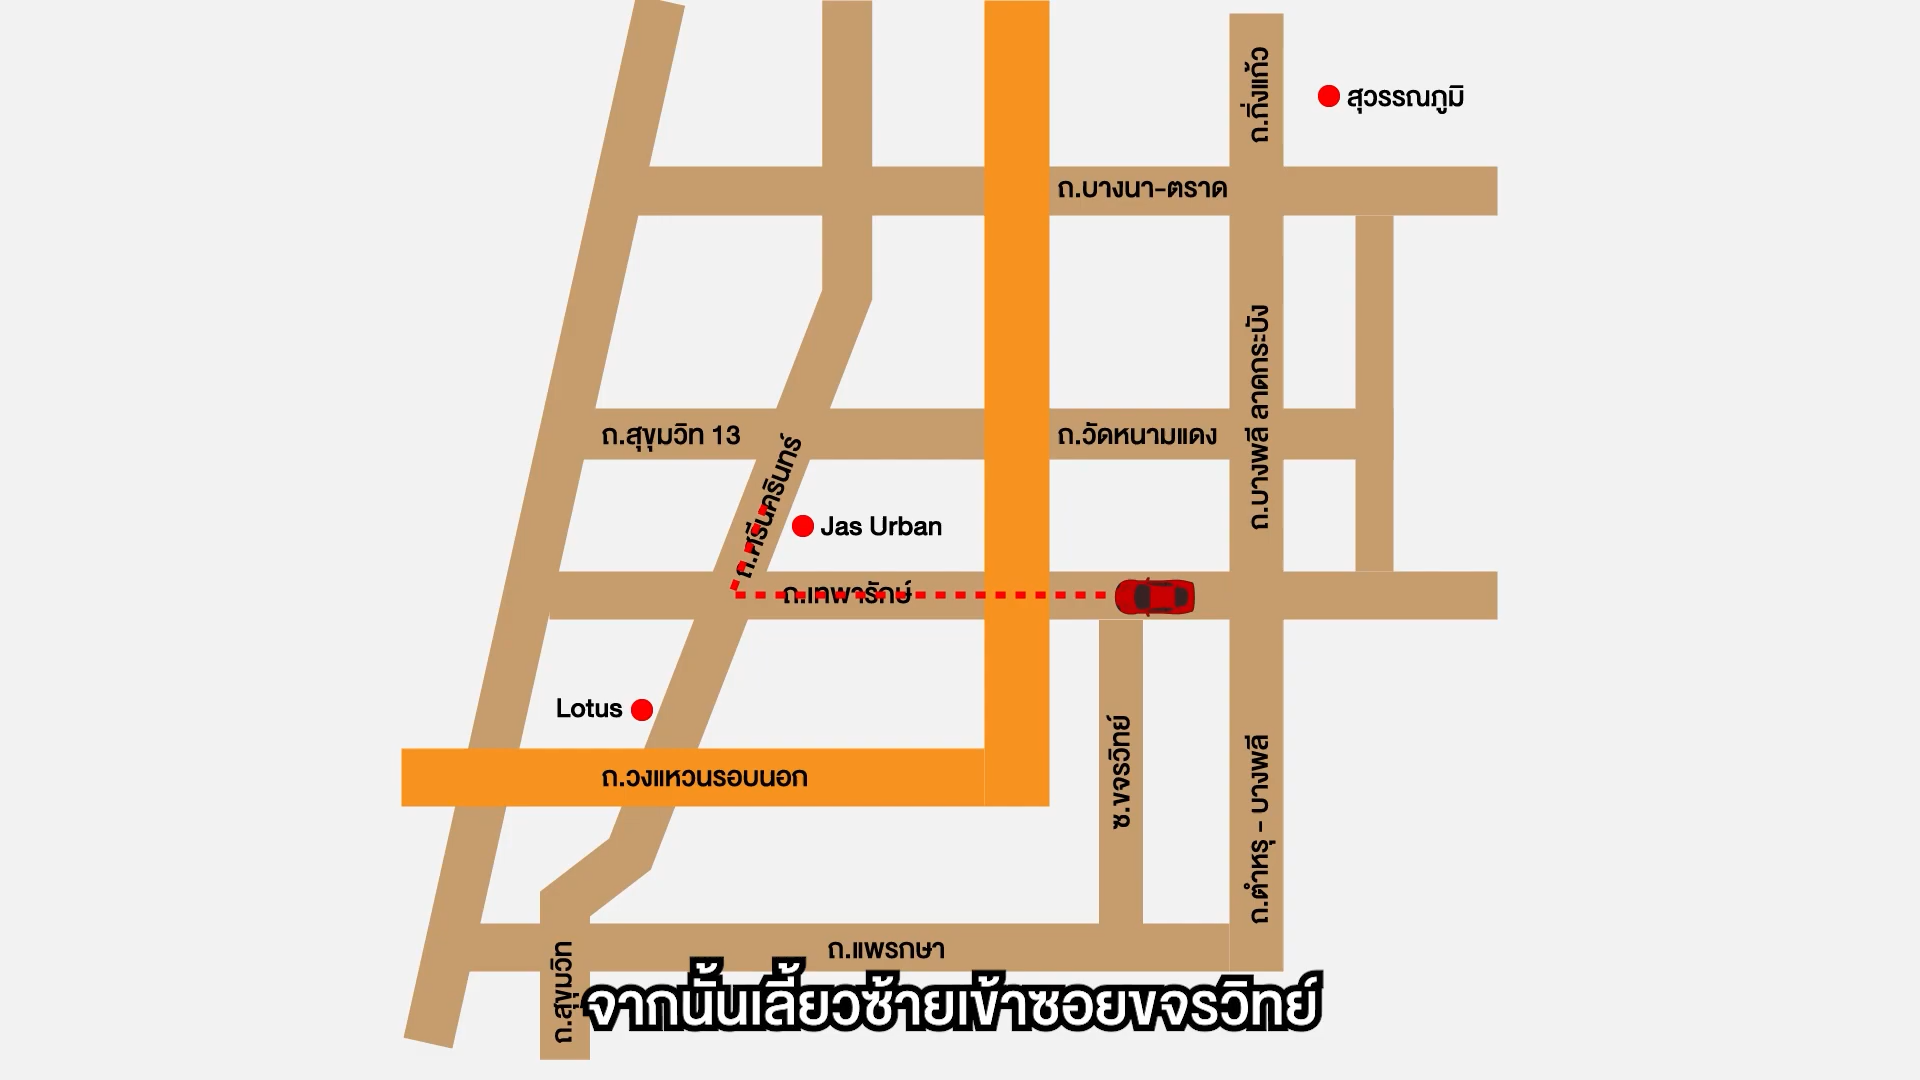 ถ.กิ่งแก้ว
สุวรรณภูมิ
ถ.บางนา-ตราด
ถ.บางพลี ลาดกระบัง
ถ.สุขุมวิท 13
ถ.ศรีนครินทร์
ถ.วัดหนามแดง
Jas Urban
ถ.เทพารักษ์
Lotus
ถ.วงแหวนรอบนอก
ซ.ขจรวิทย์
ถ.ตำหรุ - บางพลี
ถ.แพรกษา
ถ.สุขุมวิท
จากนั้นเลี้ยวซ้ายเข้าซอยขจรวิทย์